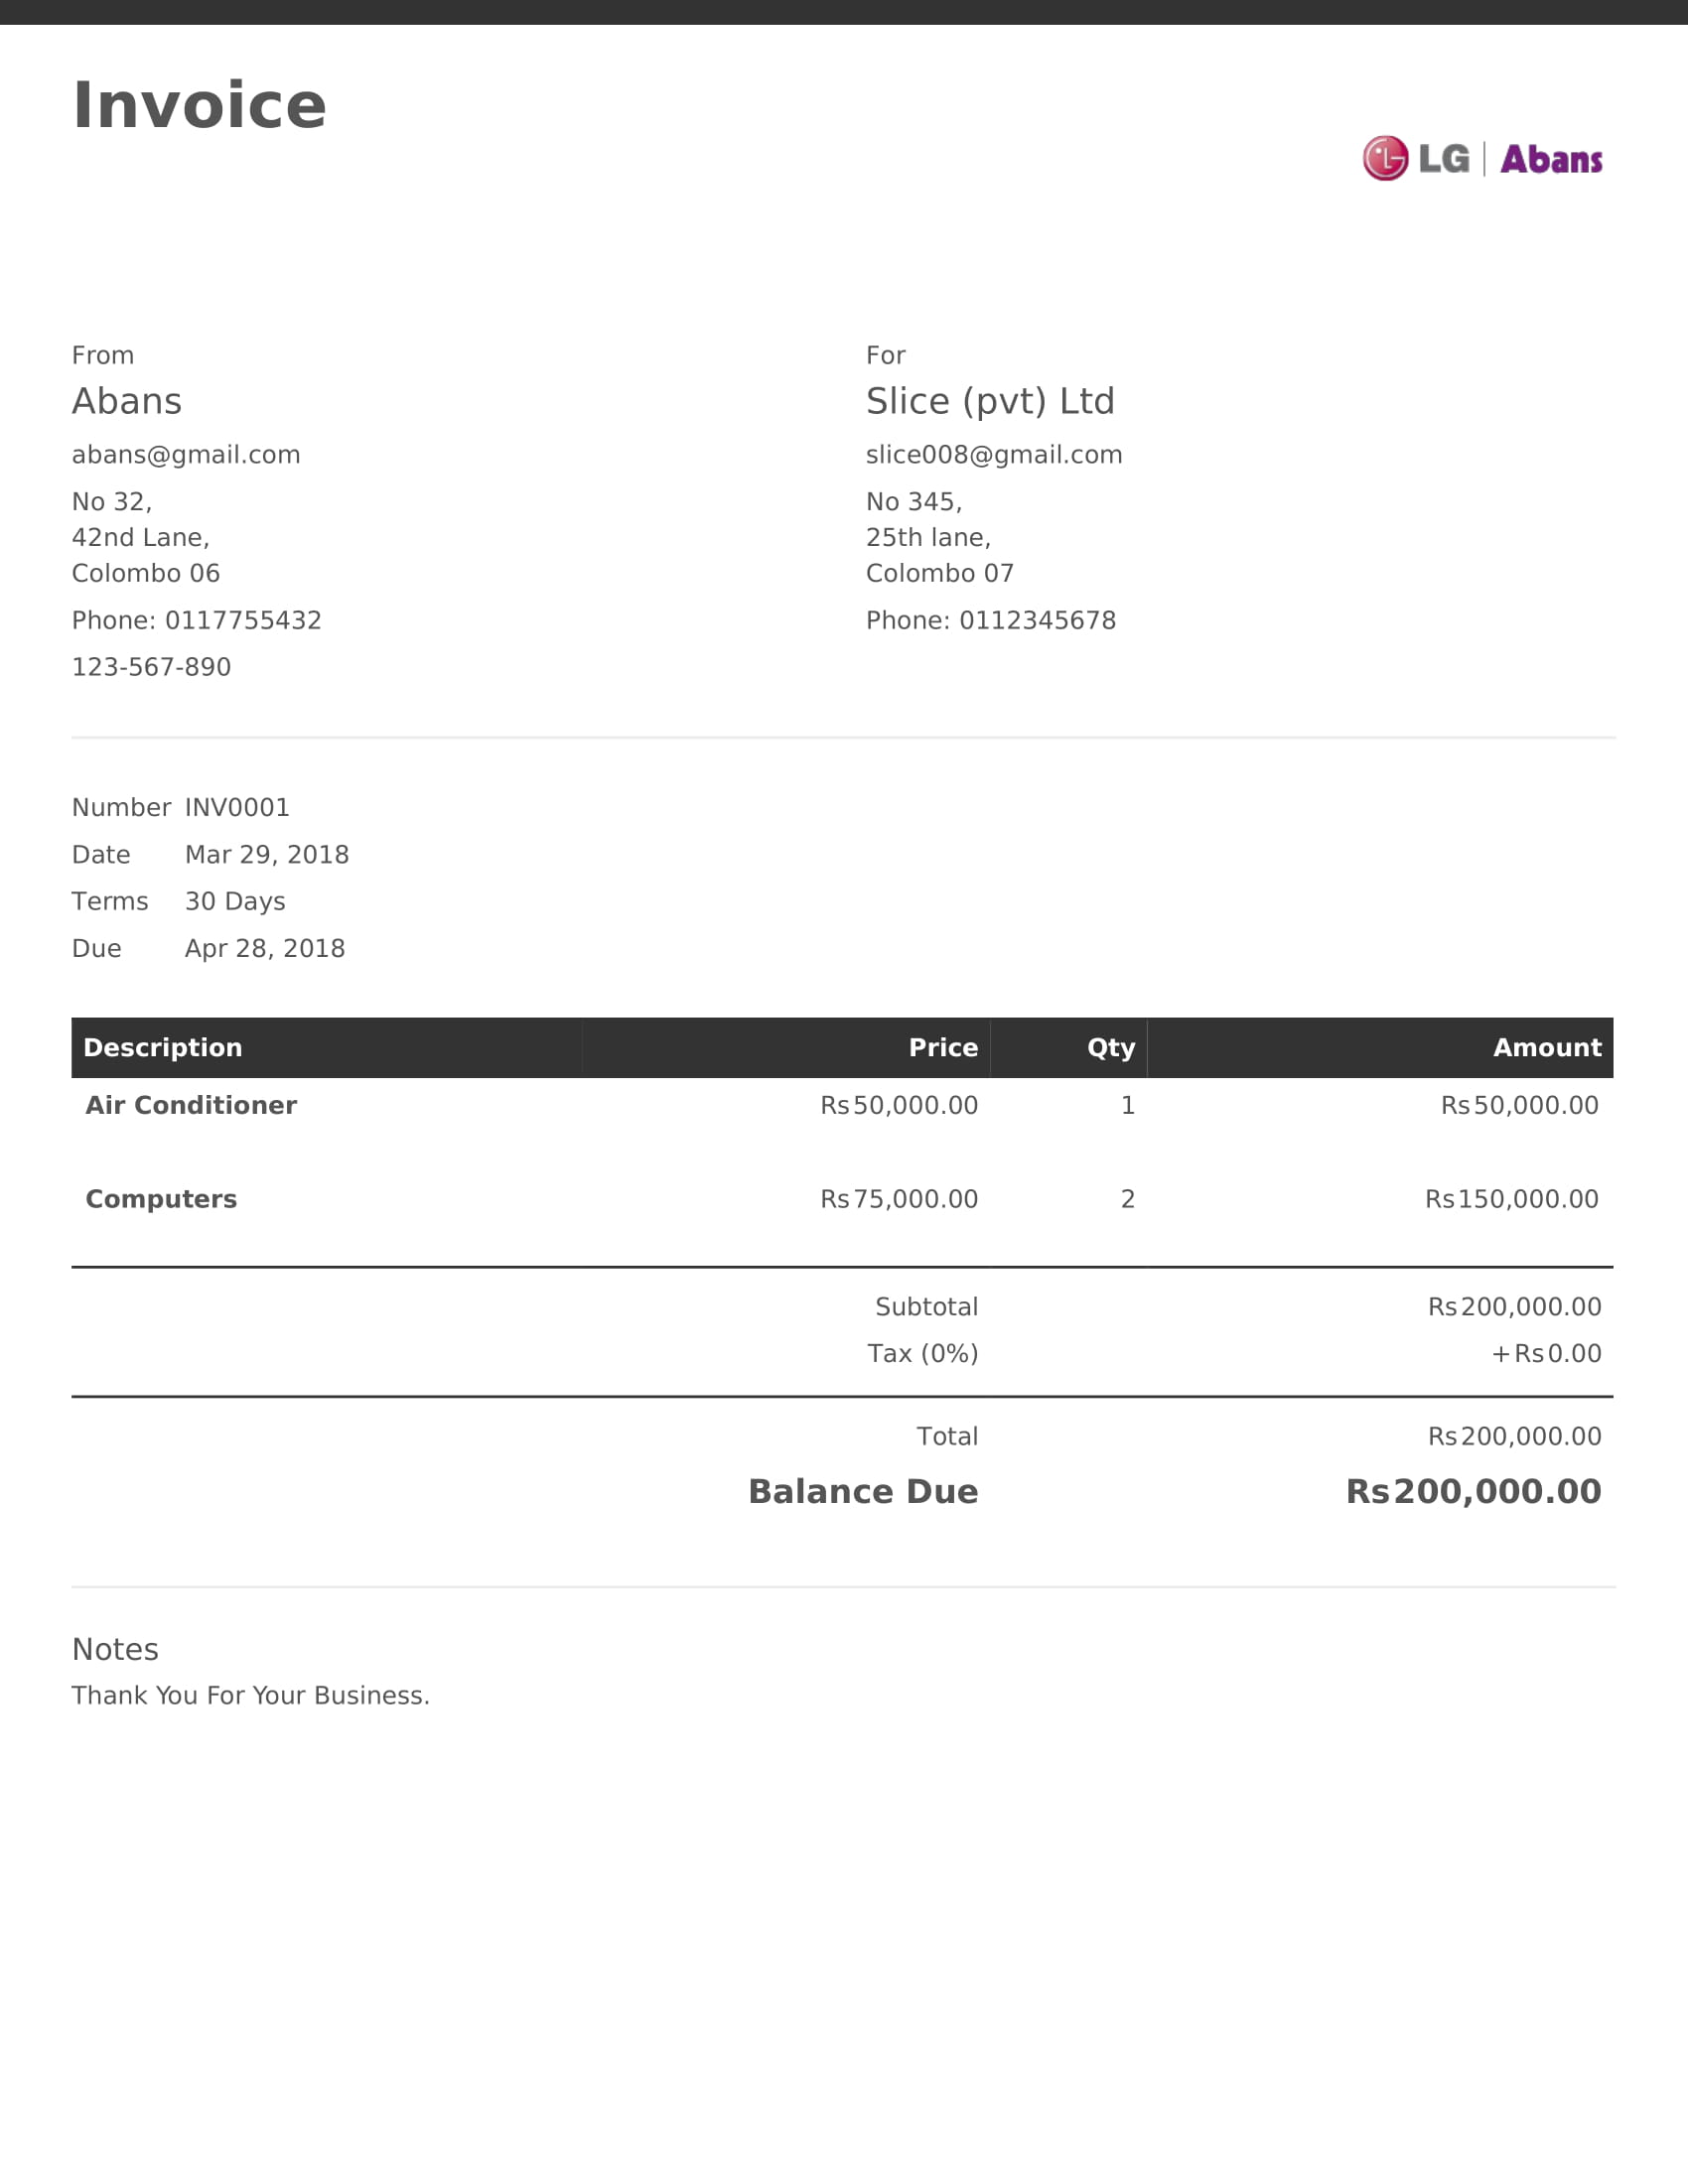 Invoice
LG | Abans
From
Abans
abans@gmail.com
No 32,
42nd Lane,
Colombo 06
Phone: 0117755432
123-567-890
For
Slice (pvt) Ltd
slice008@gmail.com
No 345,
25th lane,
Colombo 07
Phone: 0112345678
Number INV0001
Date Mar 29, 2018
Terms 30 Days
Due Apr 28, 2018
Description Price Qty Amount
Air Conditioner Rs50,000.00 1 Rs50,000.00
Computers Rs75,000.00 2 Rs150,000.00
Subtotal Rs200,000.00
Tax (0%) +Rs0.00
Total Rs200,000.00
Balance Due Rs200,000.00
Notes
Thank You For Your Business.